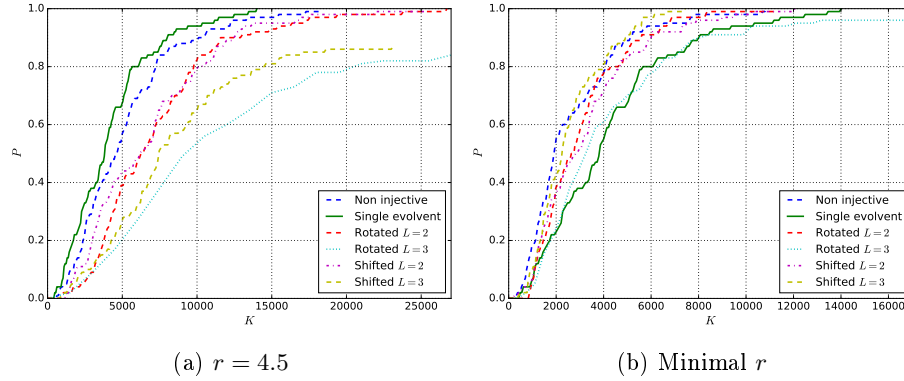 1.0
0.8
0.6
0.4
0.2
0.0
P
0
5000
10000
15000
20000
25000
K
Non injective
Single evolvent
Rotated L = 2
Rotated L = 3
Shifted L = 2
Shifted L = 3
(a) r = 4.5
1.0
0.8
0.6
0.4
0.2
0.0
P
0
2000
4000
6000
8000
10000
12000
14000
16000
K
Non injective
Single evolvent
Rotated L = 2
Rotated L = 3
Shifted L = 2
Shifted L = 3
(b) Minimal r